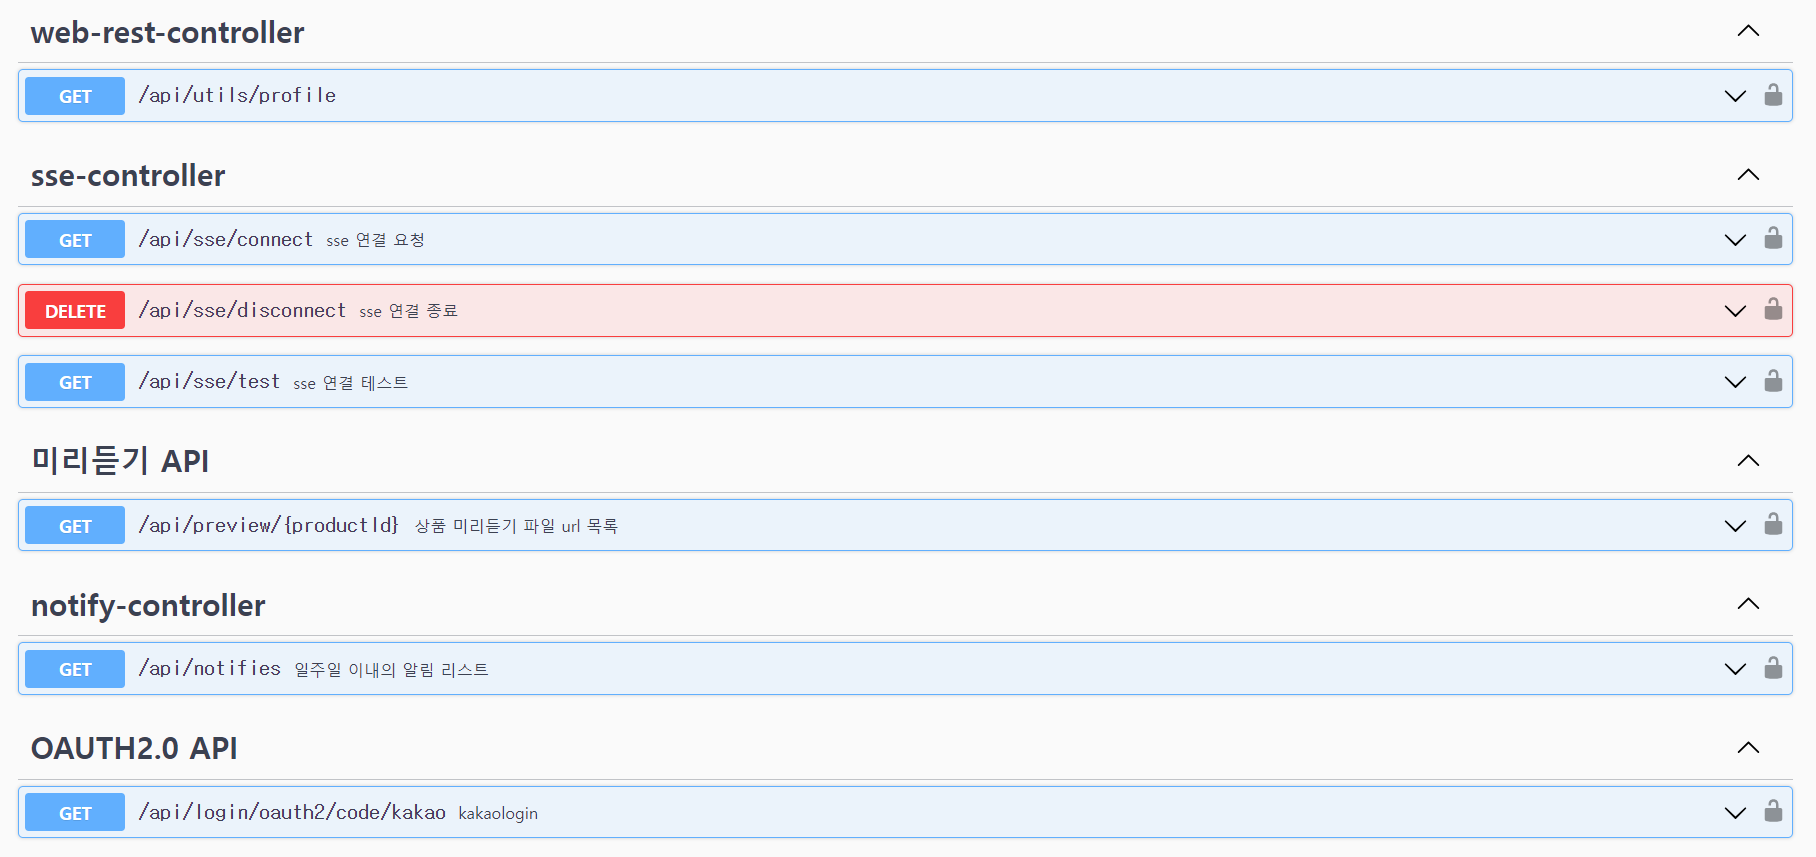 web-rest-controller
GET /api/utils/profile
sse-controller
GET /api/sse/connect sse 연결 요청
DELETE /api/sse/disconnect sse 연결 종료
GET /api/sse/test sse 연결 테스트
미리듣기 API
GET /api/preview/{productId} 상품 미리듣기 파일 url 목록
notify-controller
GET /api/notifies 일주일 이내의 알림 리스트
OAUTH2.0 API
GET /api/login/oauth2/code/kakao kakaologin